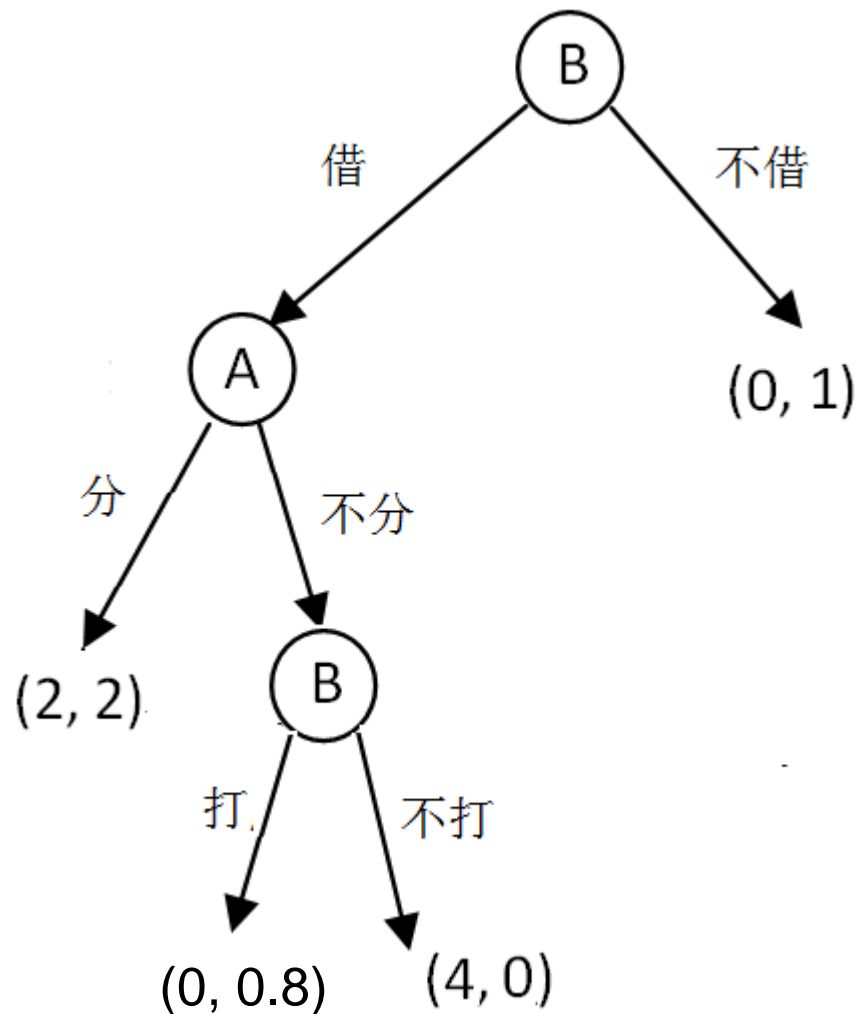 B
借
不借
A
(0, 1)
分
不分
B
(2, 2)
打
不打
(0, 0.8)
(4, 0)